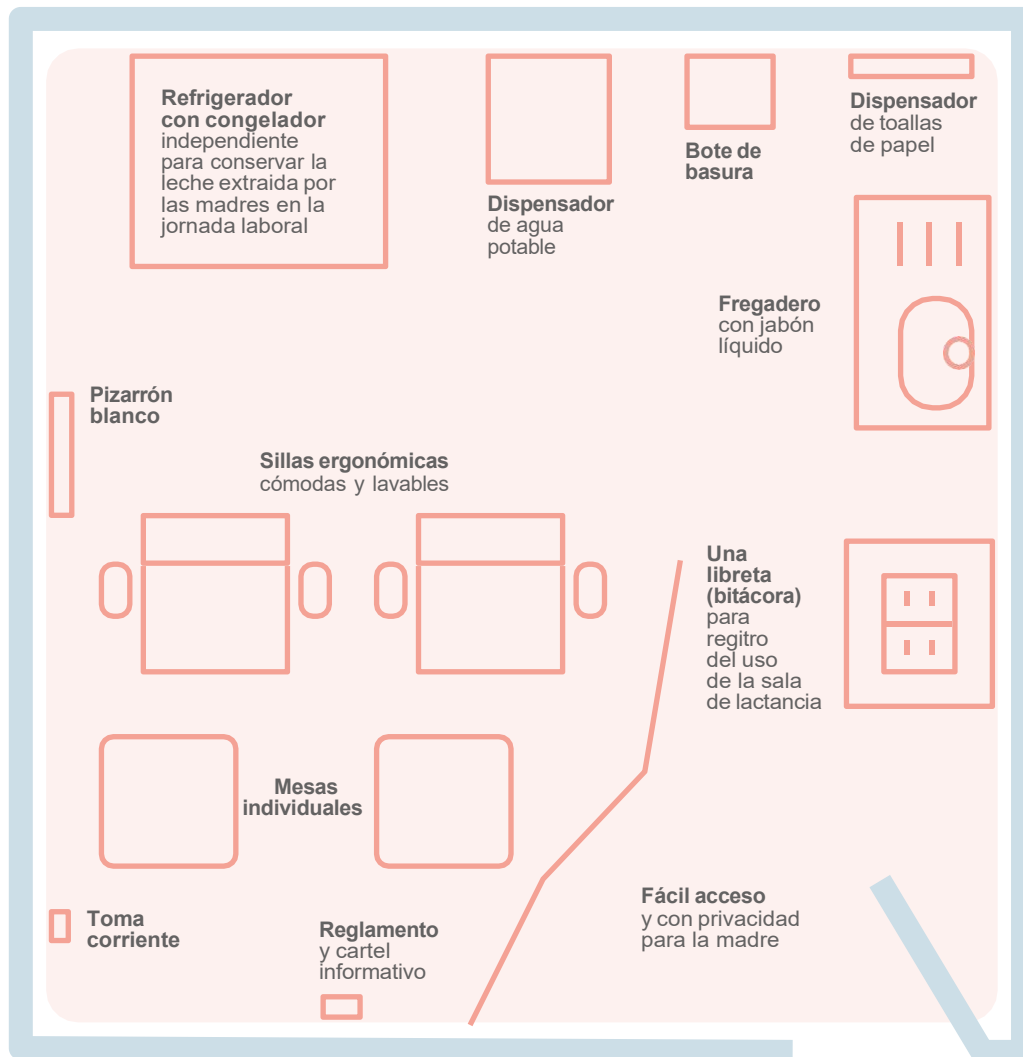 Refrigerador
con congelador
independiente
para conservar la
leche extraida por
las madres en la
jornada laboral
Dispensador
de agua
potable
Bote de
basura
Dispensador
de toallas
de papel
Fregadero
con jabón
líquido
Pizarrón
blanco
Sillas ergonómicas
cómodas y lavables
Una
libreta
(bitácora)
para
regitro
del uso
de la sala
de lactancia
Mesas
individuales
Toma
corriente
Reglamento
y cartel
informativo
Fácil acceso
y con privacidad
para la madre